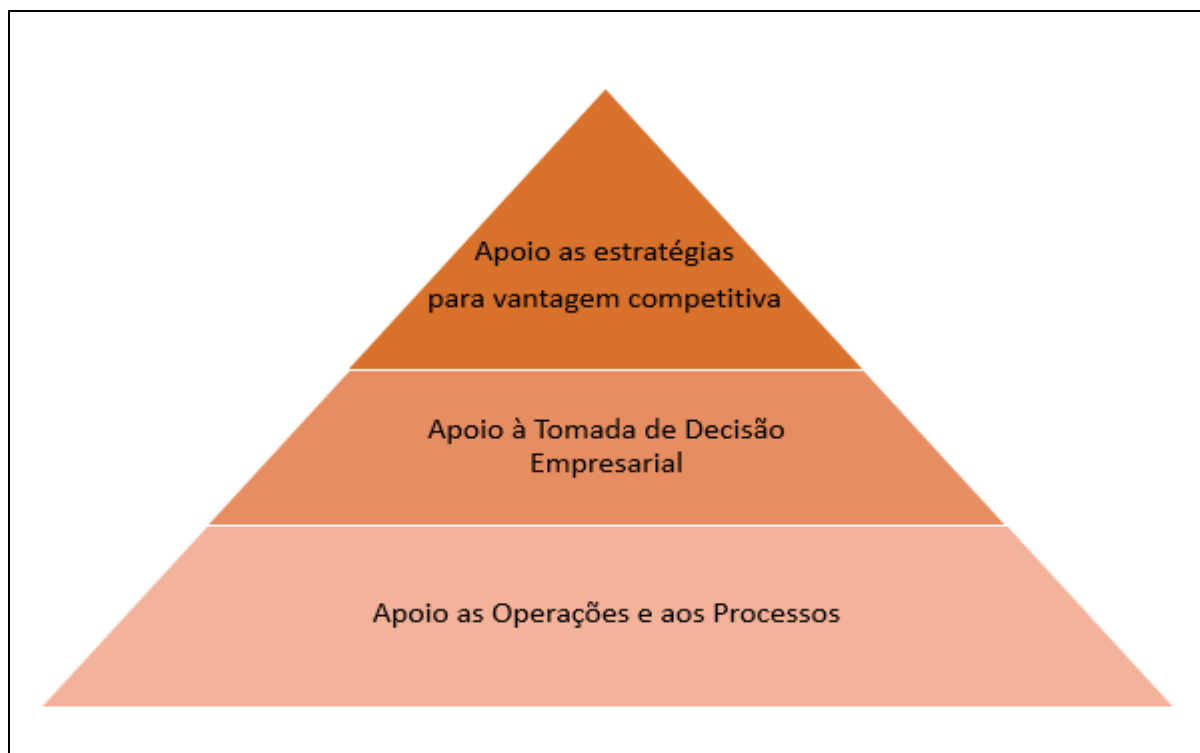 Apoio as estratégias
para vantagem competitiva
Apoio à Tomada de Decisão
Empresarial
Apoio as Operações e aos Processos